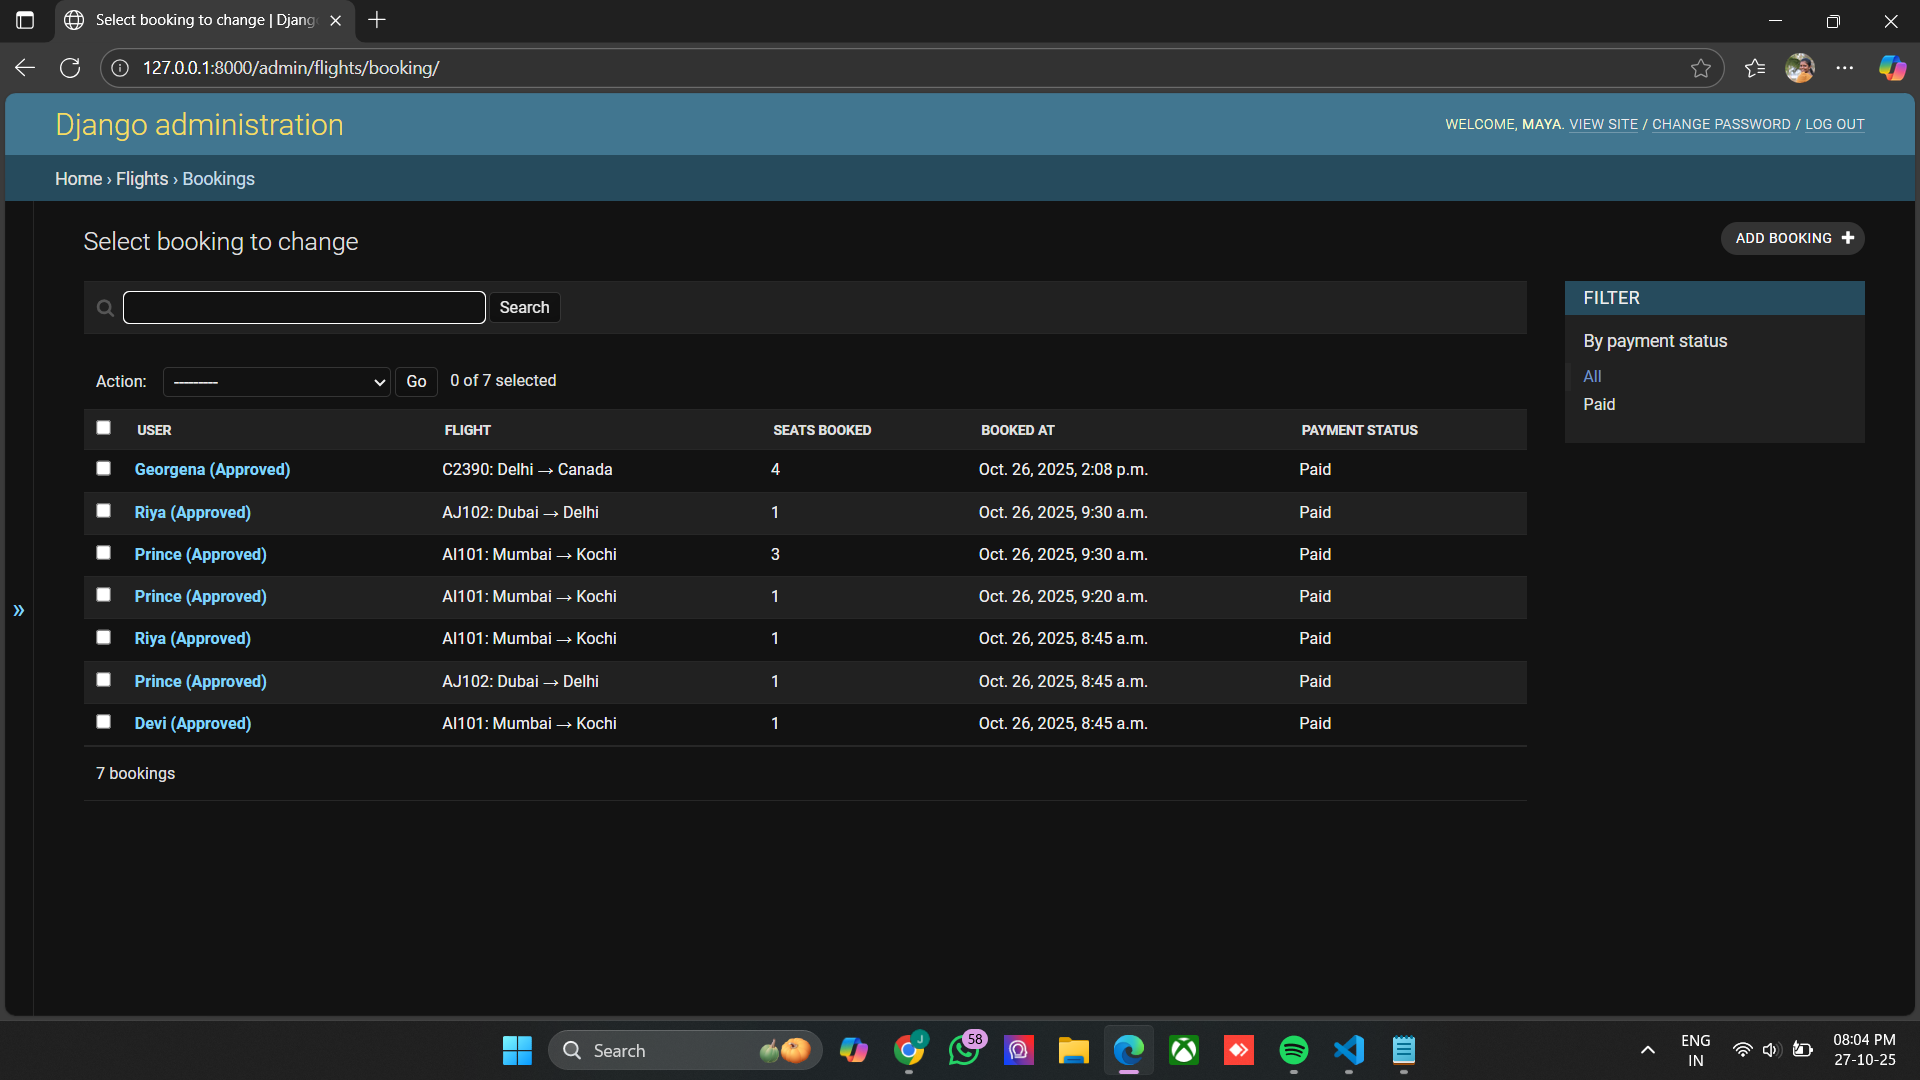 Select booking to change | Djang
127.0.0.1:8000/admin/flights/booking/
Django administration
WELCOME, MAYA. VIEW SITE / CHANGE PASSWORD / LOG OUT
Home › Flights › Bookings
Select booking to change
ADD BOOKING +
Search
FILTER
By payment status
All
Paid
Action: --------- Go 0 of 7 selected
USER FLIGHT SEATS BOOKED BOOKED AT PAYMENT STATUS
Georgena (Approved) C2390: Delhi → Canada 4 Oct. 26, 2025, 2:08 p.m. Paid
Riya (Approved) AJ102: Dubai → Delhi 1 Oct. 26, 2025, 9:30 a.m. Paid
Prince (Approved) AI101: Mumbai → Kochi 3 Oct. 26, 2025, 9:30 a.m. Paid
Prince (Approved) AI101: Mumbai → Kochi 1 Oct. 26, 2025, 9:20 a.m. Paid
Riya (Approved) AI101: Mumbai → Kochi 1 Oct. 26, 2025, 8:45 a.m. Paid
Prince (Approved) AJ102: Dubai → Delhi 1 Oct. 26, 2025, 8:45 a.m. Paid
Devi (Approved) AI101: Mumbai → Kochi 1 Oct. 26, 2025, 8:45 a.m. Paid
7 bookings
»
Search
J
58
ENG
IN
08:04 PM
27-10-25